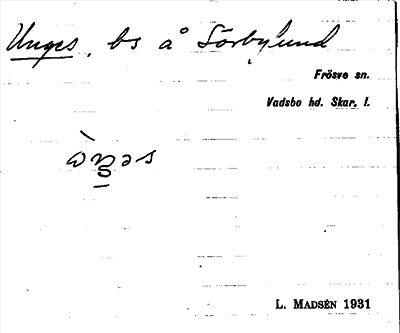 Unges, bs å Sörbylund
Frösve sn.
Vadsbo hd. Skar. l.
L. MADSÉN 1931